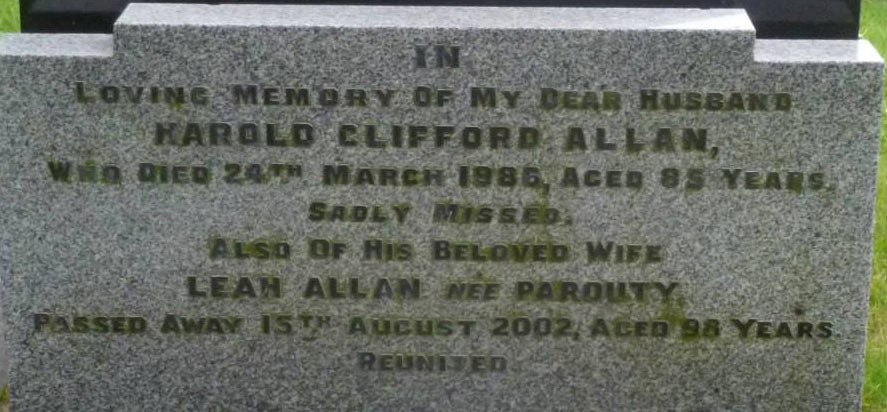 IN
LOVING MEMORY OF MY DEAR HUSBAND
HAROLD CLIFFORD ALLAN,
WHO DIED 24TH MARCH 1986, AGED 85 YEARS.
SADLY MISSED.
ALSO OF HIS BELOVED WIFE
LEAH ALLAN NÉE PAROUTY
PASSED AWAY 15TH AUGUST 2002, AGED 98 YEARS.
REUNITED.